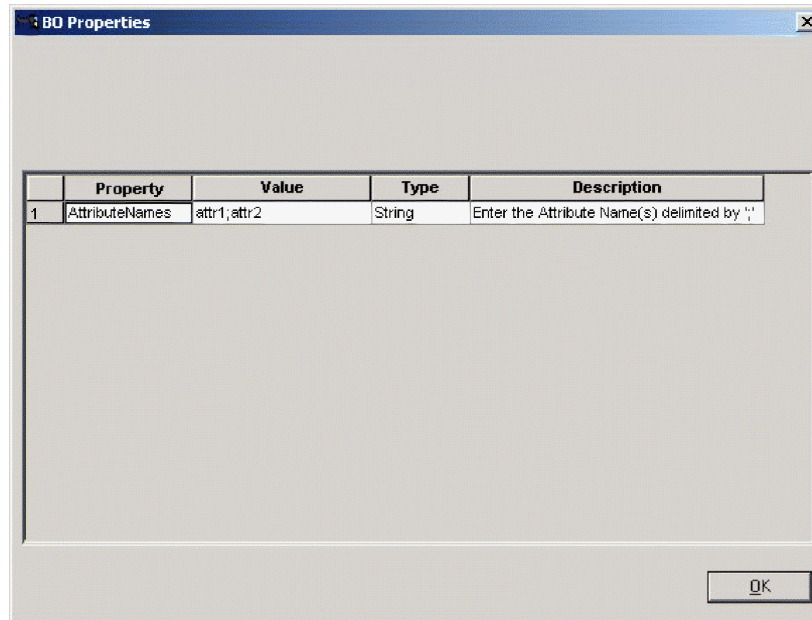 BO Properties
Property Value Type Description
1 AttributeNames attr1;attr2 String Enter the Attribute Name(s) delimited by ';'
OK